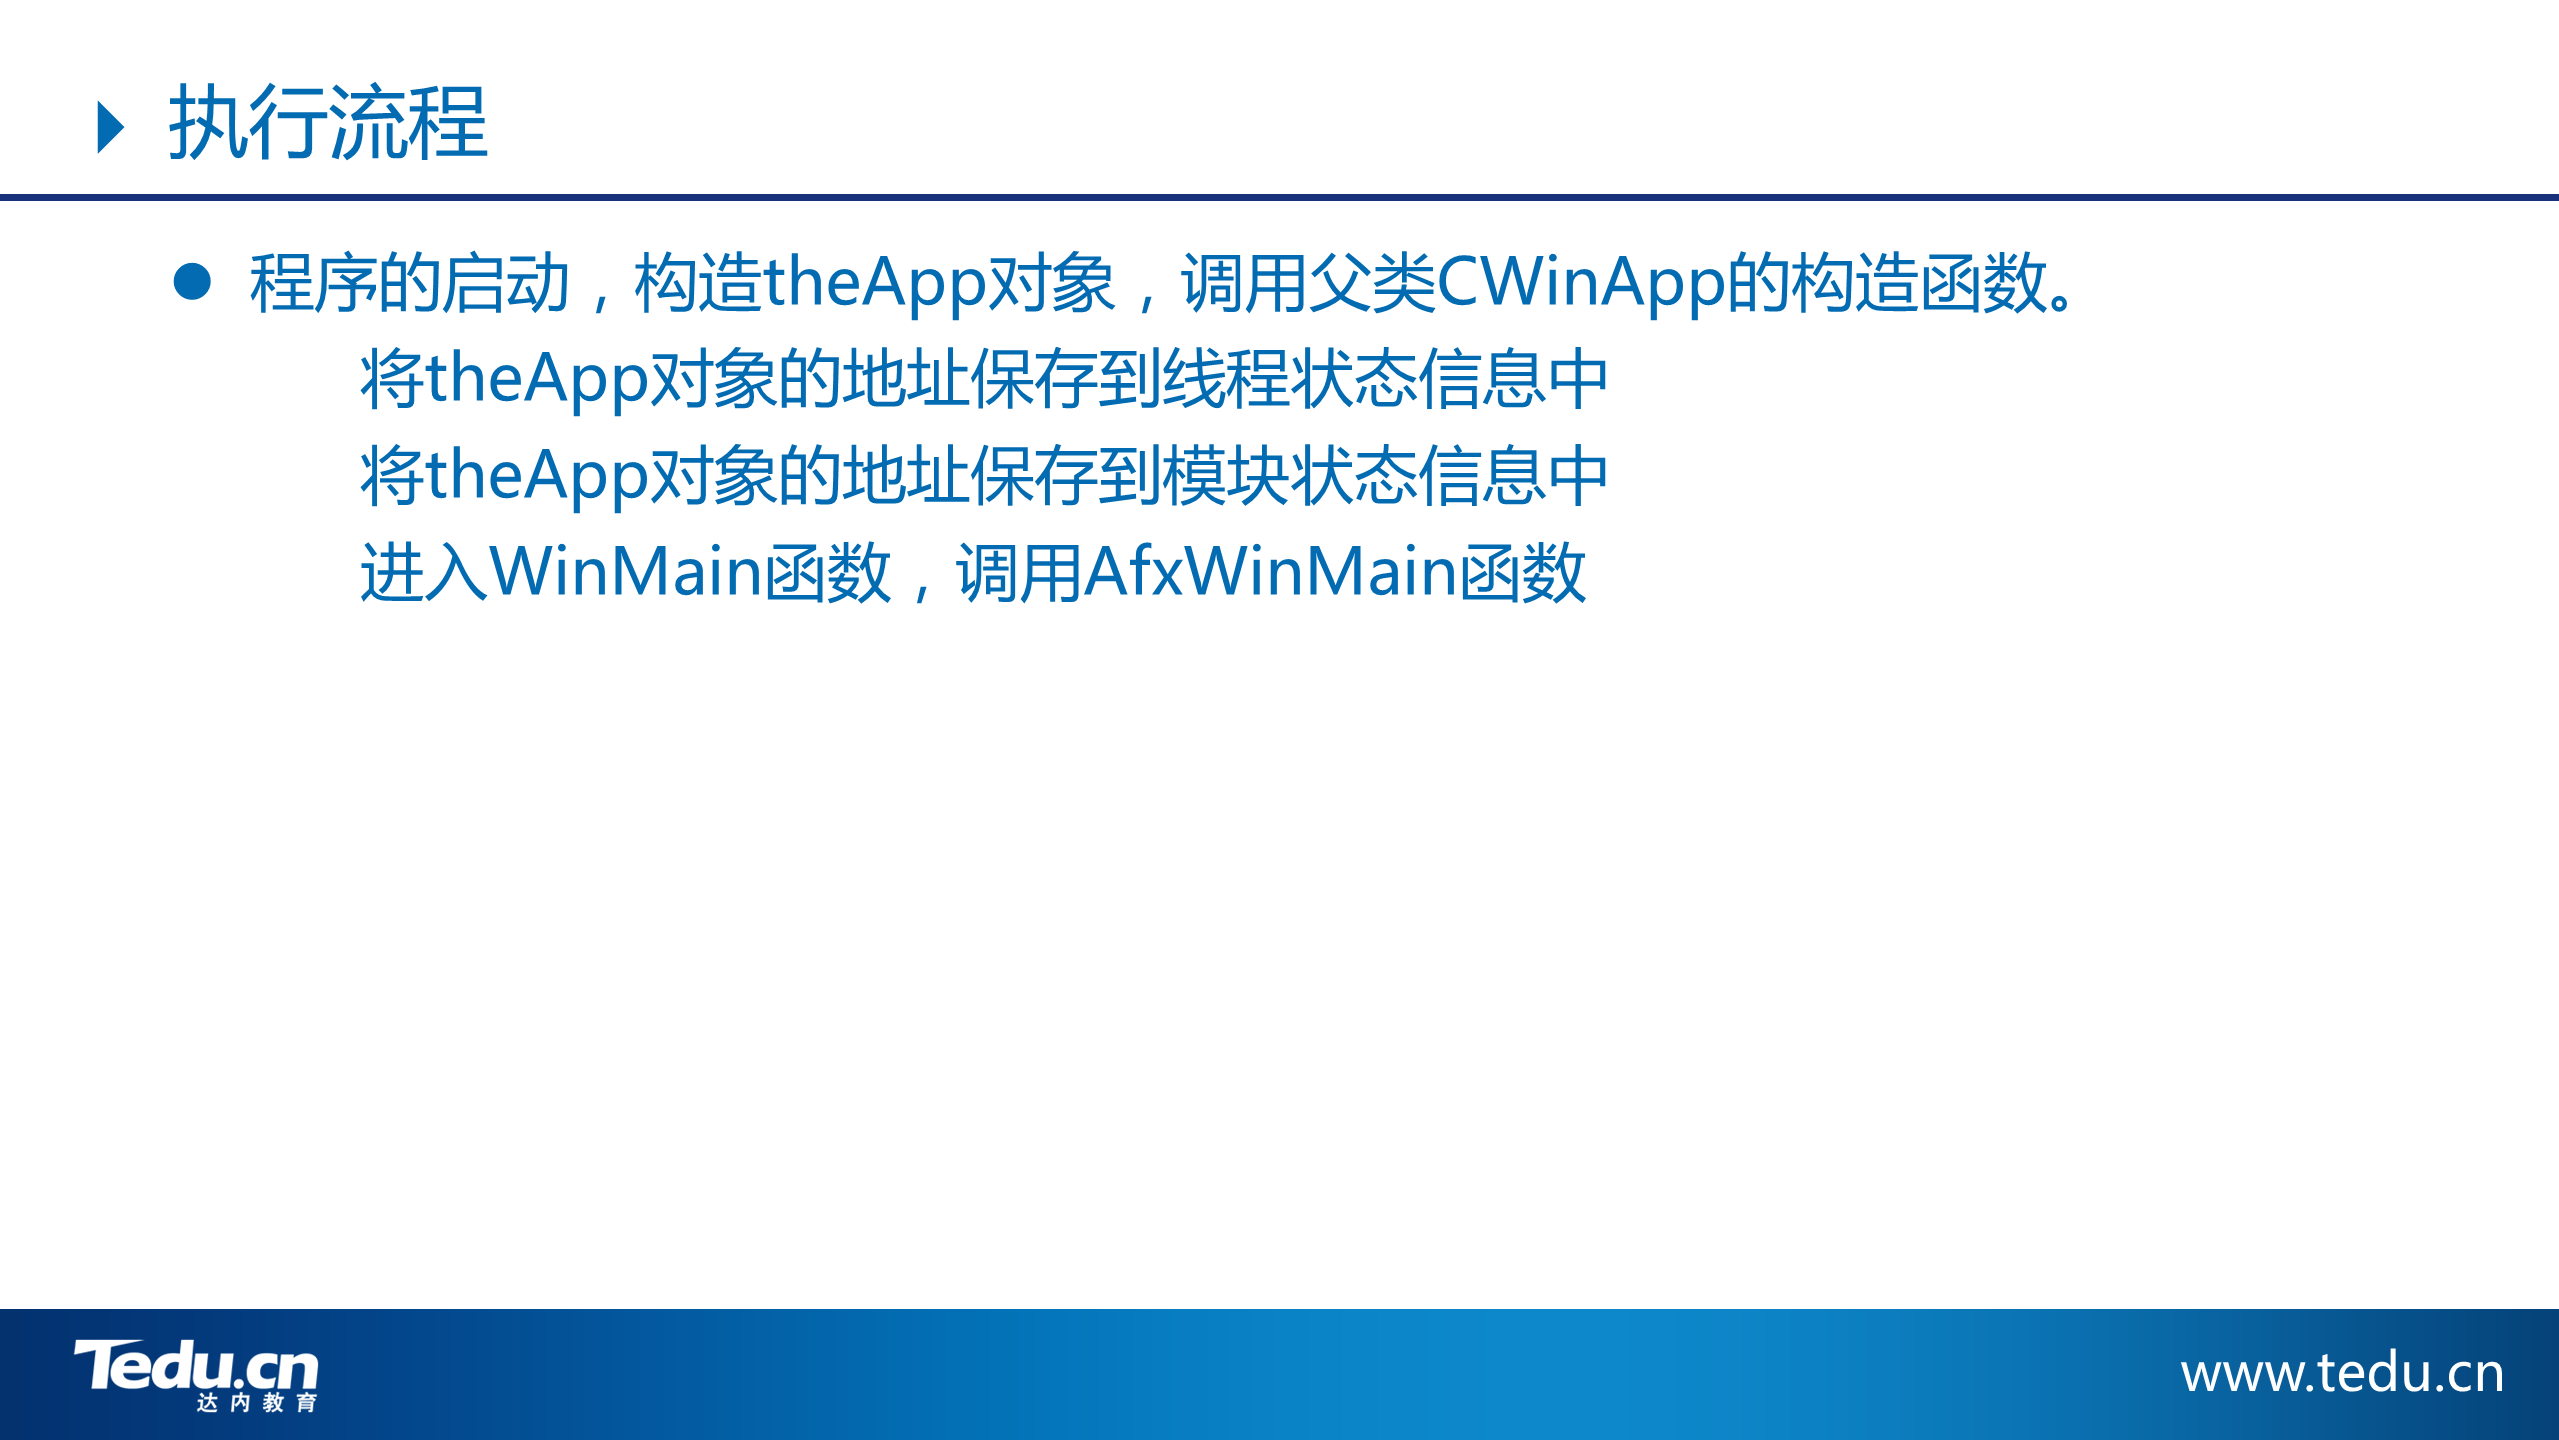 执行流程
程序的启动，构造theApp对象，调用父类CWinApp的构造函数。
将theApp对象的地址保存到线程状态信息中
将theApp对象的地址保存到模块状态信息中
进入WinMain函数，调用AfxWinMain函数
Tedu.cn
达内教育
www.tedu.cn